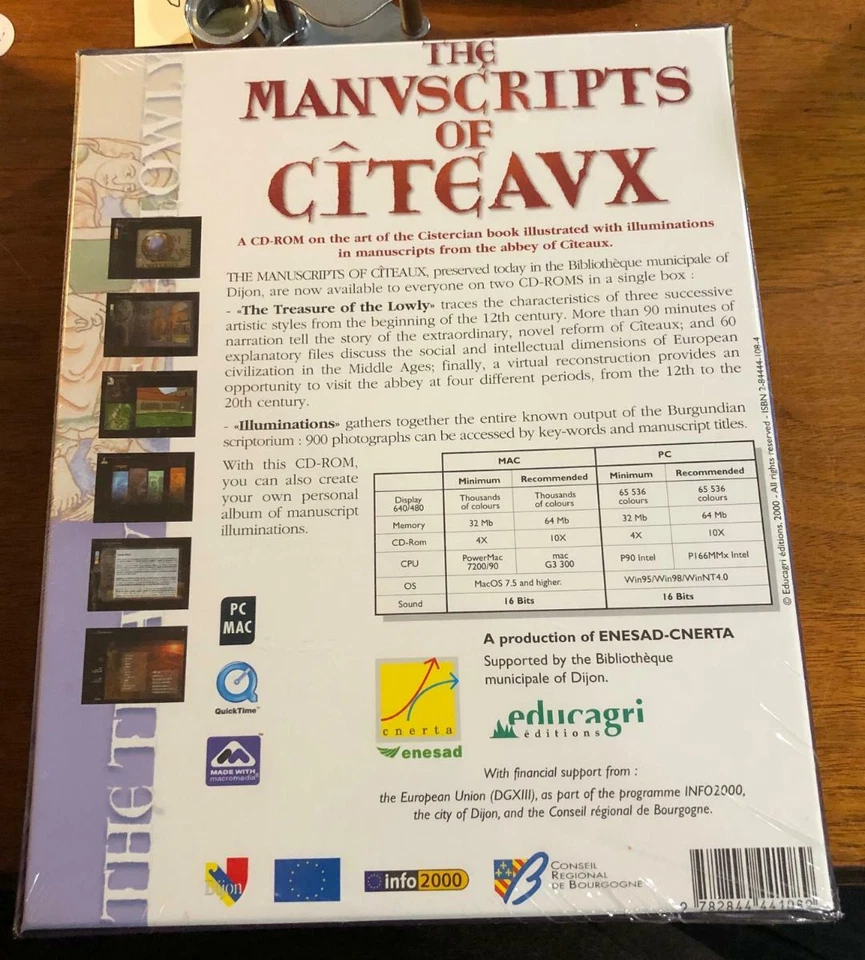 THE
MANVSCRIPTS
OF
CÎTEAVX
A CD-ROM on the art of the Cistercian book illustrated with illuminations
in manuscripts from the abbey of Cîteaux.
THE MANUSCRIPTS OF CÎTEAUX, preserved today in the Bibliothèque municipale of
Dijon, are now available to everyone on two CD-ROMS in a single box :
- «The Treasure of the Lowly» traces the characteristics of three successive
artistic styles from the beginning of the 12th century. More than 90 minutes of
narration tell the story of the extraordinary, novel reform of Cîteaux; and 60
explanatory files discuss the social and intellectual dimensions of European
civilization in the Middle Ages; finally, a virtual reconstruction provides an
opportunity to visit the abbey at four different periods, from the 12th to the
20th century.
- «Illuminations» gathers together the entire known output of the Burgundian
scriptorium : 900 photographs can be accessed by key-words and manuscript titles.
With this CD-ROM,
you can also create
your own personal
album of manuscript
illuminations.
MAC PC
Minimum Recommended Minimum Recommended
Display 640/480 Thousands of colours Thousands of colours 65 536 colours 65 536 colours
Memory 32 Mb 64 Mb 32 Mb 64 Mb
CD-Rom 4X 10X 4X 10X
CPU PowerMac 7200/90 mac G3 300 P90 Intel P166MMx Intel
OS MacOS 7.5 and higher. Win95/Win98/WinNT4.0
Sound 16 Bits 16 Bits
© Educagri éditions, 2000 - All rights reserved - ISBN 2-84444-108-4
THE T
LOWLY
PC
MAC
QuickTime™
MADE WITH
macromedia™
A production of ENESAD-CNERTA
Supported by the Bibliothèque
municipale of Dijon.
cnerta
enesad
educagri
éditions
With financial support from :
the European Union (DGXIII), as part of the programme INFO2000,
the city of Dijon, and the Conseil régional de Bourgogne.
Dijon
info2000
CONSEIL
REGIONAL
DE BOURGOGNE